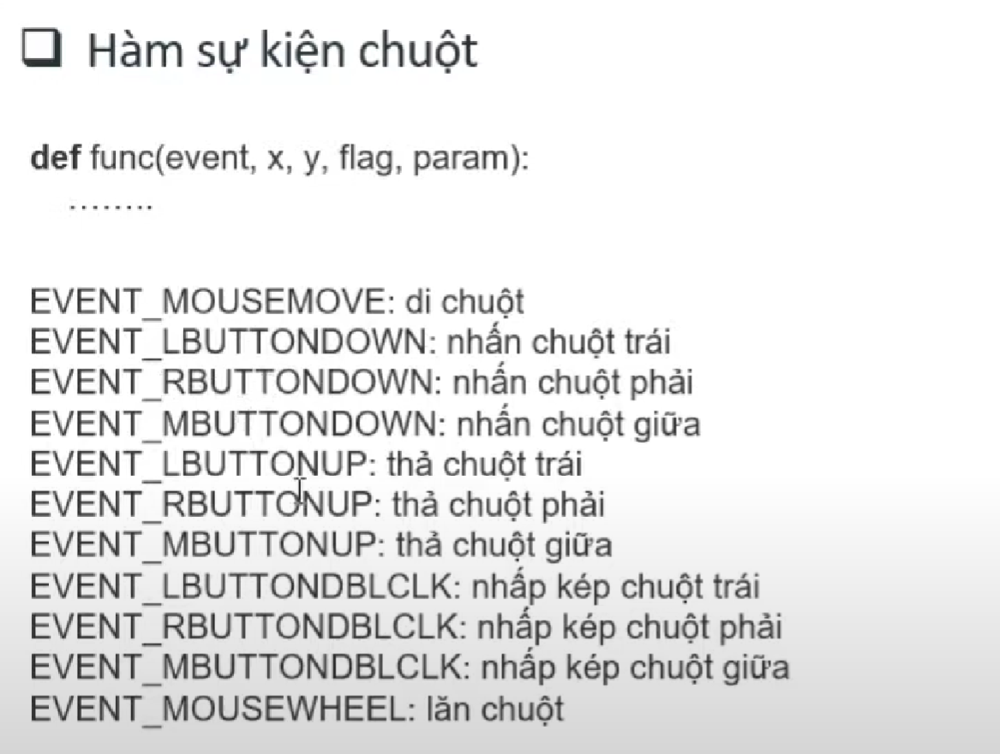 Hàm sự kiện chuột
def func(event, x, y, flag, param):
........
EVENT_MOUSEMOVE: di chuột
EVENT_LBUTTONDOWN: nhấn chuột trái
EVENT_RBUTTONDOWN: nhấn chuột phải
EVENT_MBUTTONDOWN: nhấn chuột giữa
EVENT_LBUTTONUP: thả chuột trái
EVENT_RBUTTONUP: thả chuột phải
EVENT_MBUTTONUP: thả chuột giữa
EVENT_LBUTTONDBLCLK: nhấp kép chuột trái
EVENT_RBUTTONDBLCLK: nhấp kép chuột phải
EVENT_MBUTTONDBLCLK: nhấp kép chuột giữa
EVENT_MOUSEWHEEL: lăn chuột